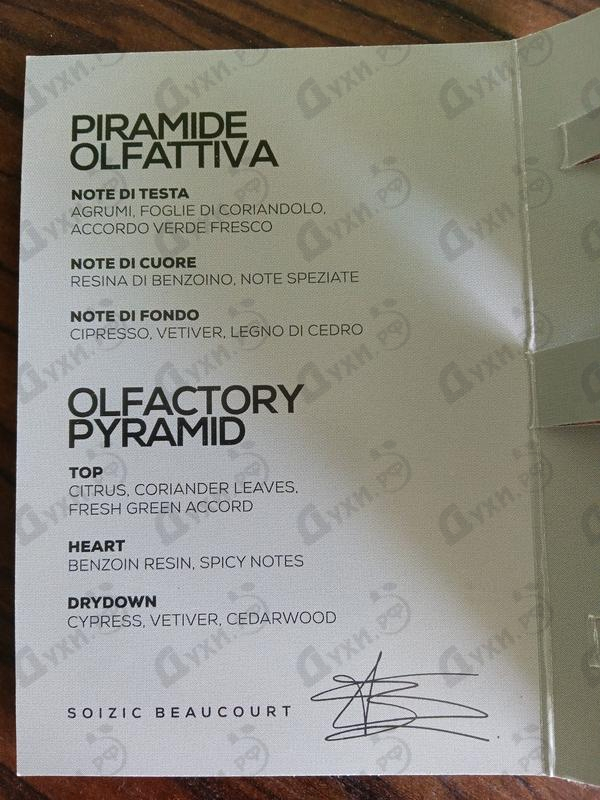 PIRAMIDE
OLFATTIVA
NOTE DI TESTA
AGRUMI, FOGLIE DI CORIANDOLO,
ACCORDO VERDE FRESCO
NOTE DI CUORE
RESINA DI BENZOINO, NOTE SPEZIATE
NOTE DI FONDO
CIPRESSO, VETIVER, LEGNO DI CEDRO
OLFACTORY
PYRAMID
TOP
CITRUS, CORIANDER LEAVES,
FRESH GREEN ACCORD
HEART
BENZOIN RESIN, SPICY NOTES
DRYDOWN
CYPRESS, VETIVER, CEDARWOOD
SOIZIC BEAUCOURT
Духи.рф